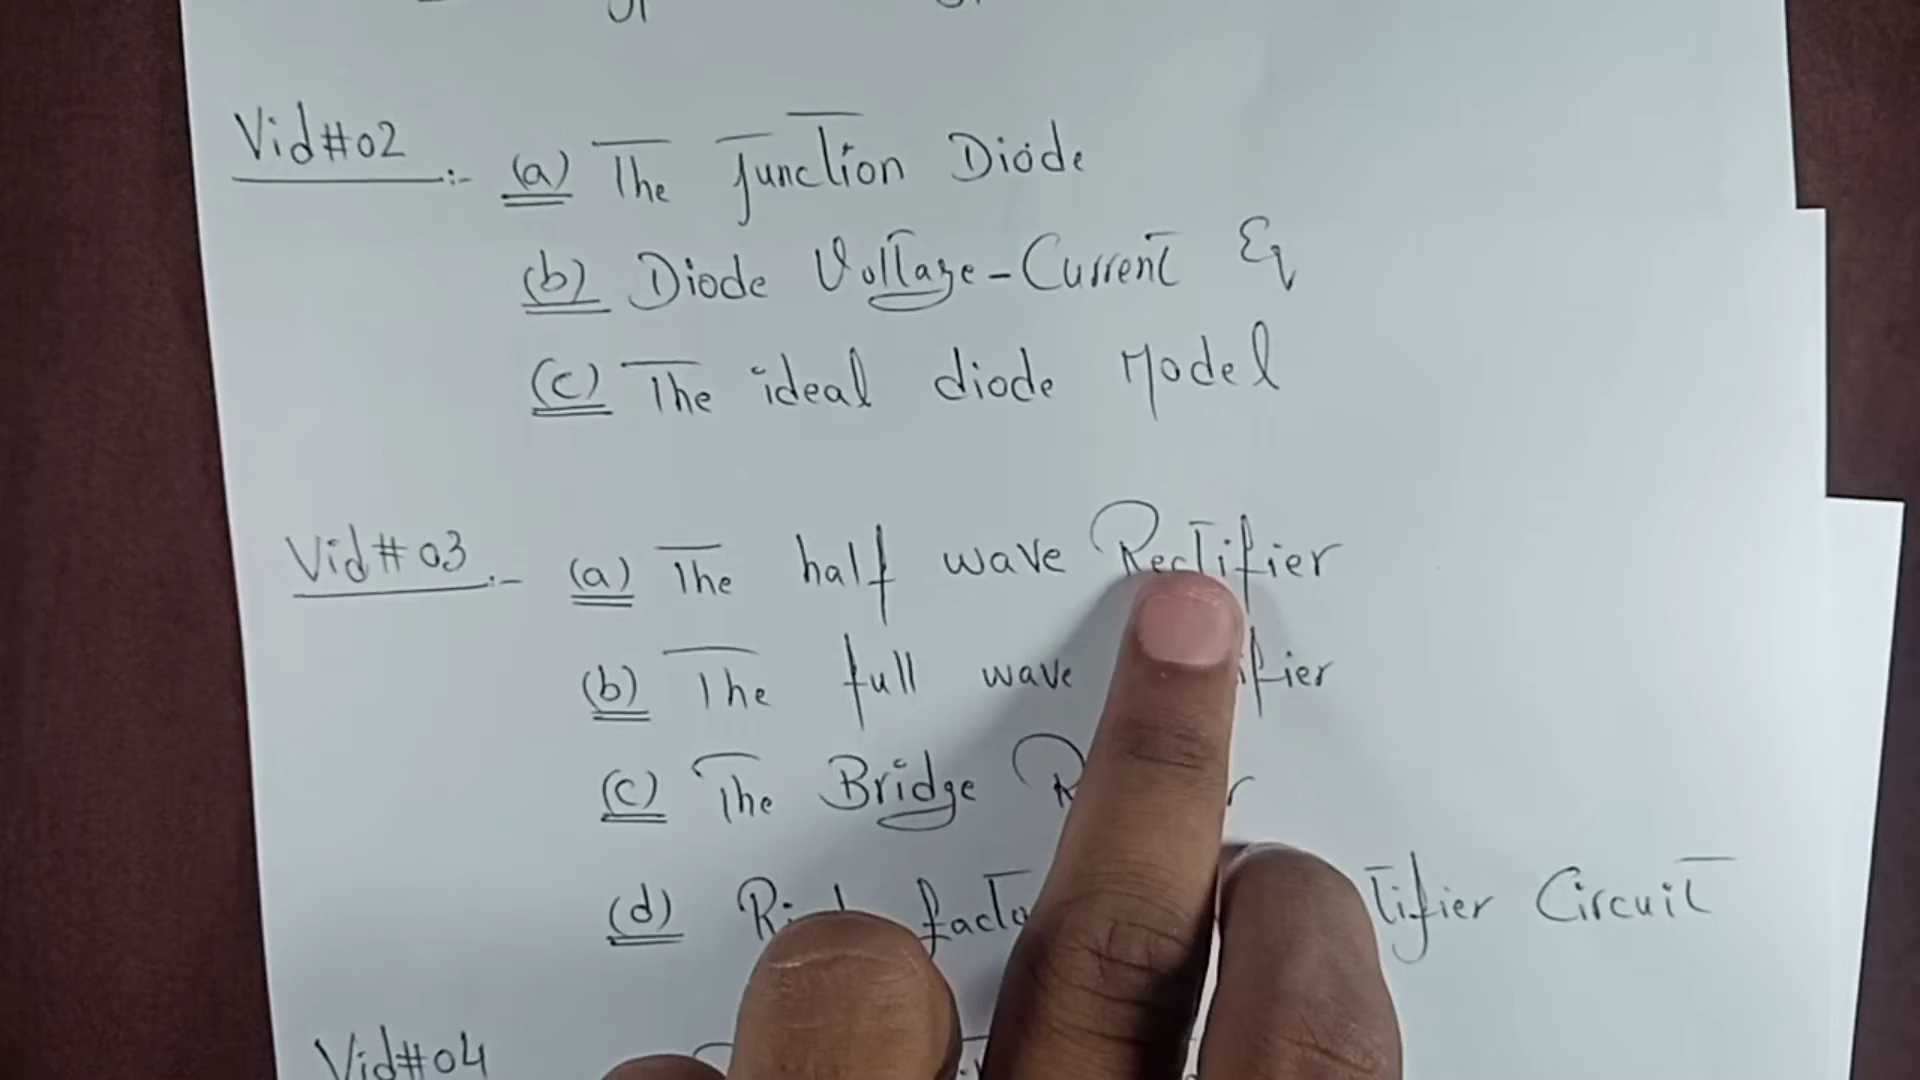 Vid#02 :- (a) The Junction Diode
(b) Diode Voltage-Current Eq
(c) The ideal diode Model
Vid#03 :- (a) The half wave Rectifier
(b) The full wave
(c) The Bridge
(d) Circuit
Vid#04